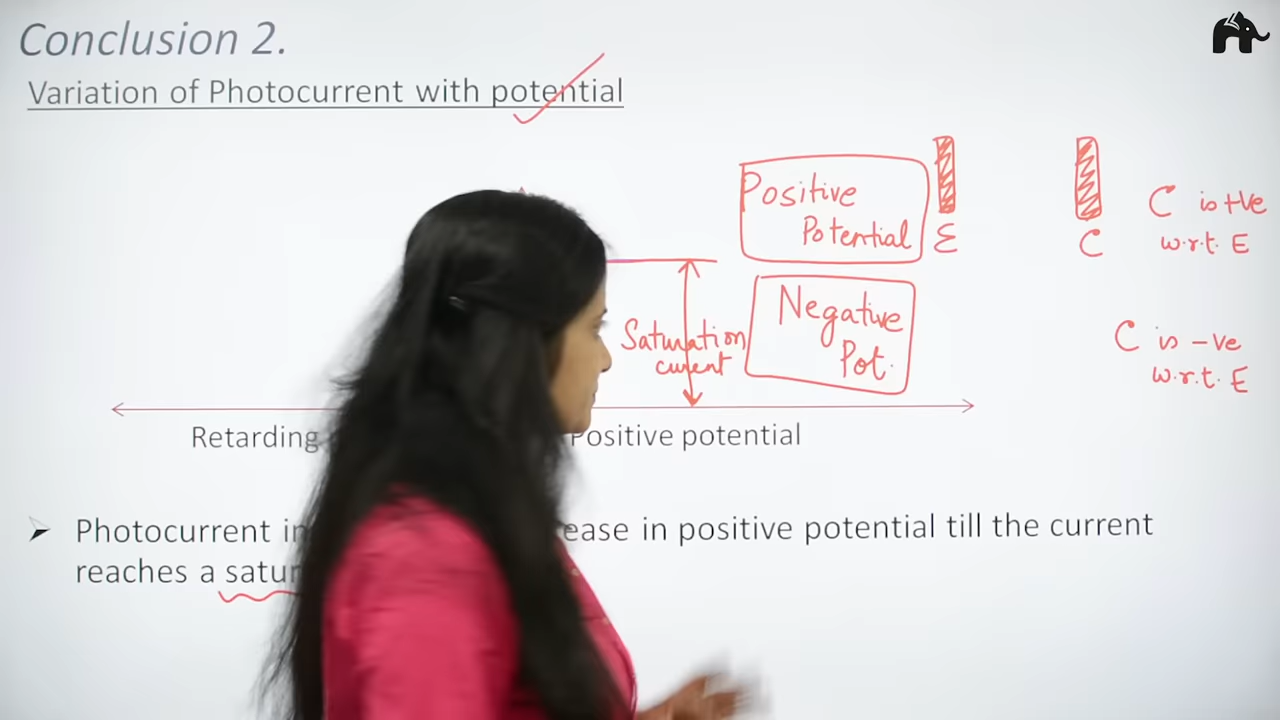 Conclusion 2.
Variation of Photocurrent with potential
Positive
Potential
E
C
C is +ve
w.r.t. E
Negative
Pot.
C is -ve
w.r.t. E
Saturation
current
Retarding
Positive potential
Photocurrent in ease in positive potential till the current
reaches a satur